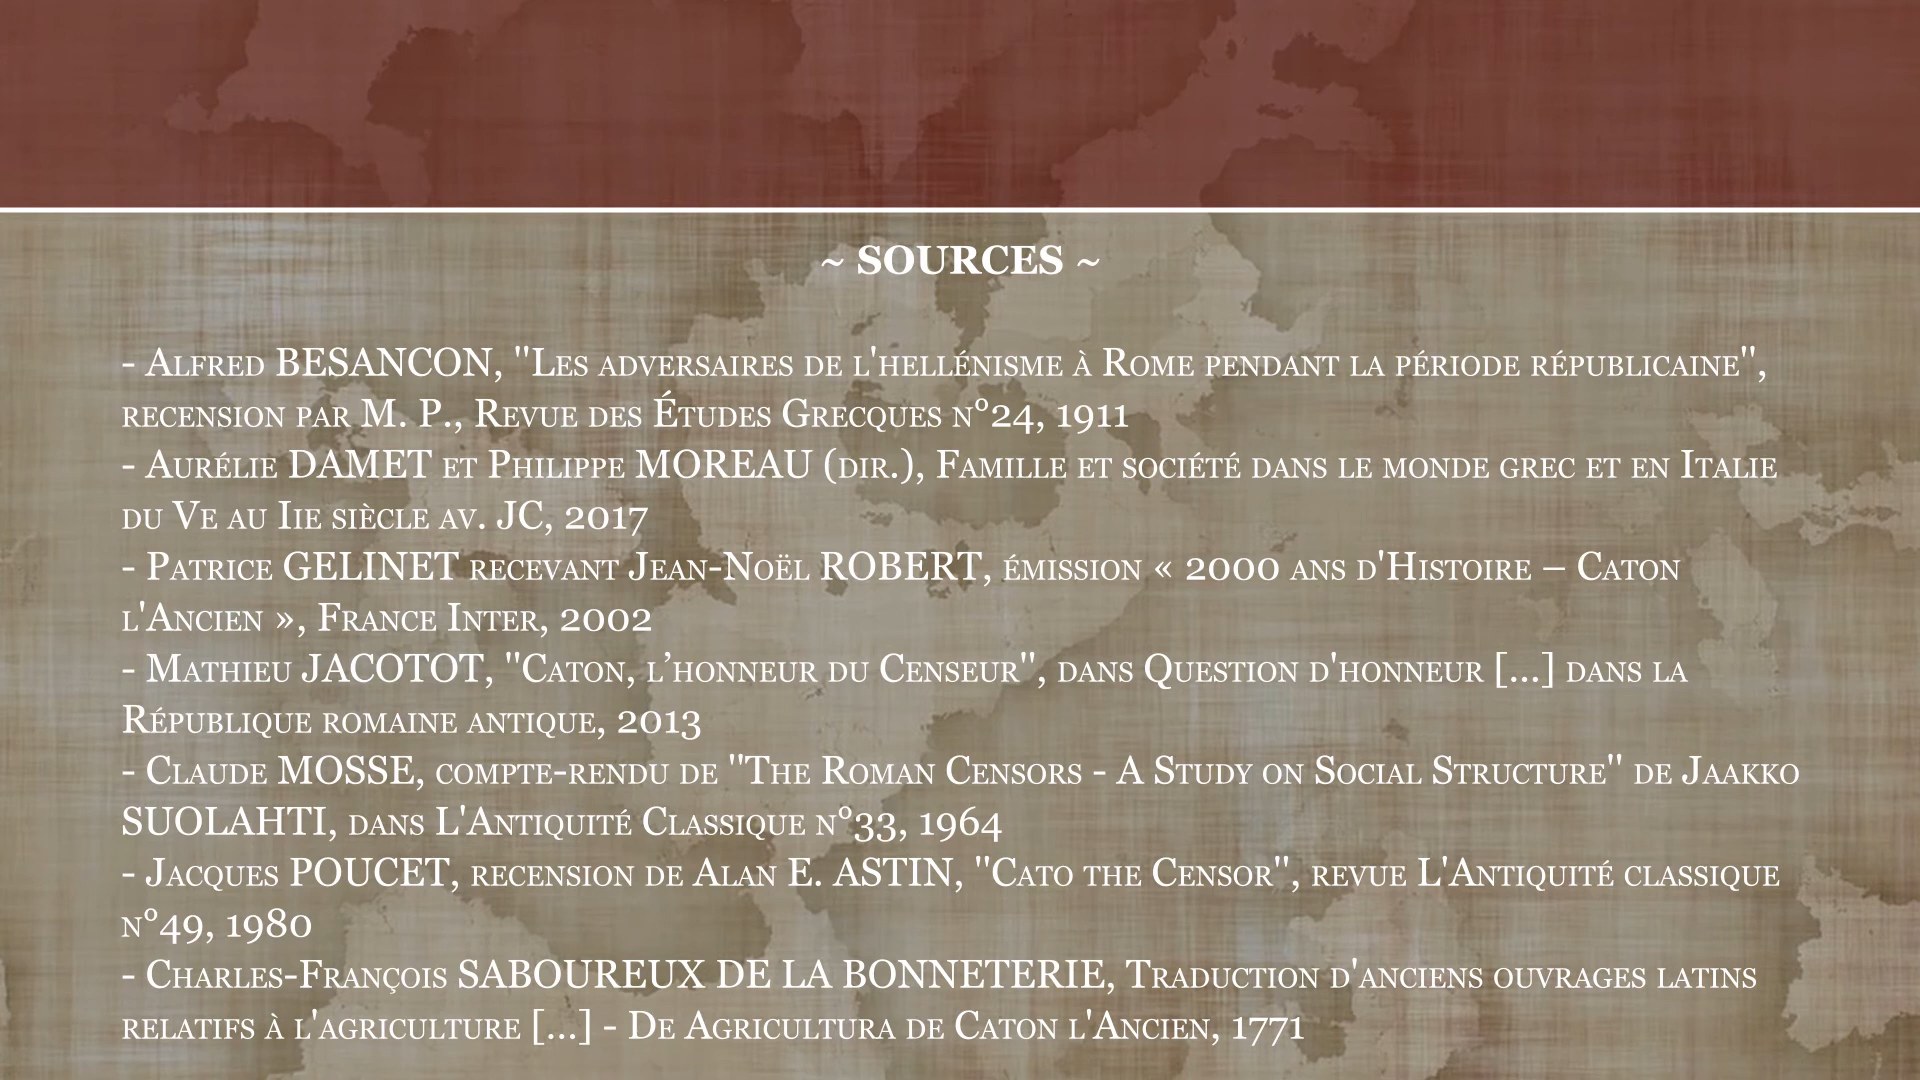 ~ SOURCES ~
- Alfred BESANCON, "Les adversaires de l'hellénisme à Rome pendant la période républicaine",
recension par M. P., Revue des Études Grecques n°24, 1911
- Aurélie DAMET et Philippe MOREAU (dir.), Famille et société dans le monde grec et en Italie
du Ve au IIe siècle av. JC, 2017
- Patrice GELINET recevant Jean-Noël ROBERT, émission « 2000 ans d'Histoire – Caton
l'Ancien », France Inter, 2002
- Mathieu JACOTOT, "Caton, l’honneur du Censeur", dans Question d'honneur [...] dans la
République romaine antique, 2013
- Claude MOSSE, compte-rendu de "The Roman Censors - A Study on Social Structure" de Jaakko
SUOLAHTI, dans L'Antiquité Classique n°33, 1964
- Jacques POUCET, recension de Alan E. ASTIN, "Cato the Censor", revue L'Antiquité classique
n°49, 1980
- Charles-François SABOUREUX DE LA BONNETERIE, Traduction d'anciens ouvrages latins
relatifs à l'agriculture [...] - De Agricultura de Caton l'Ancien, 1771